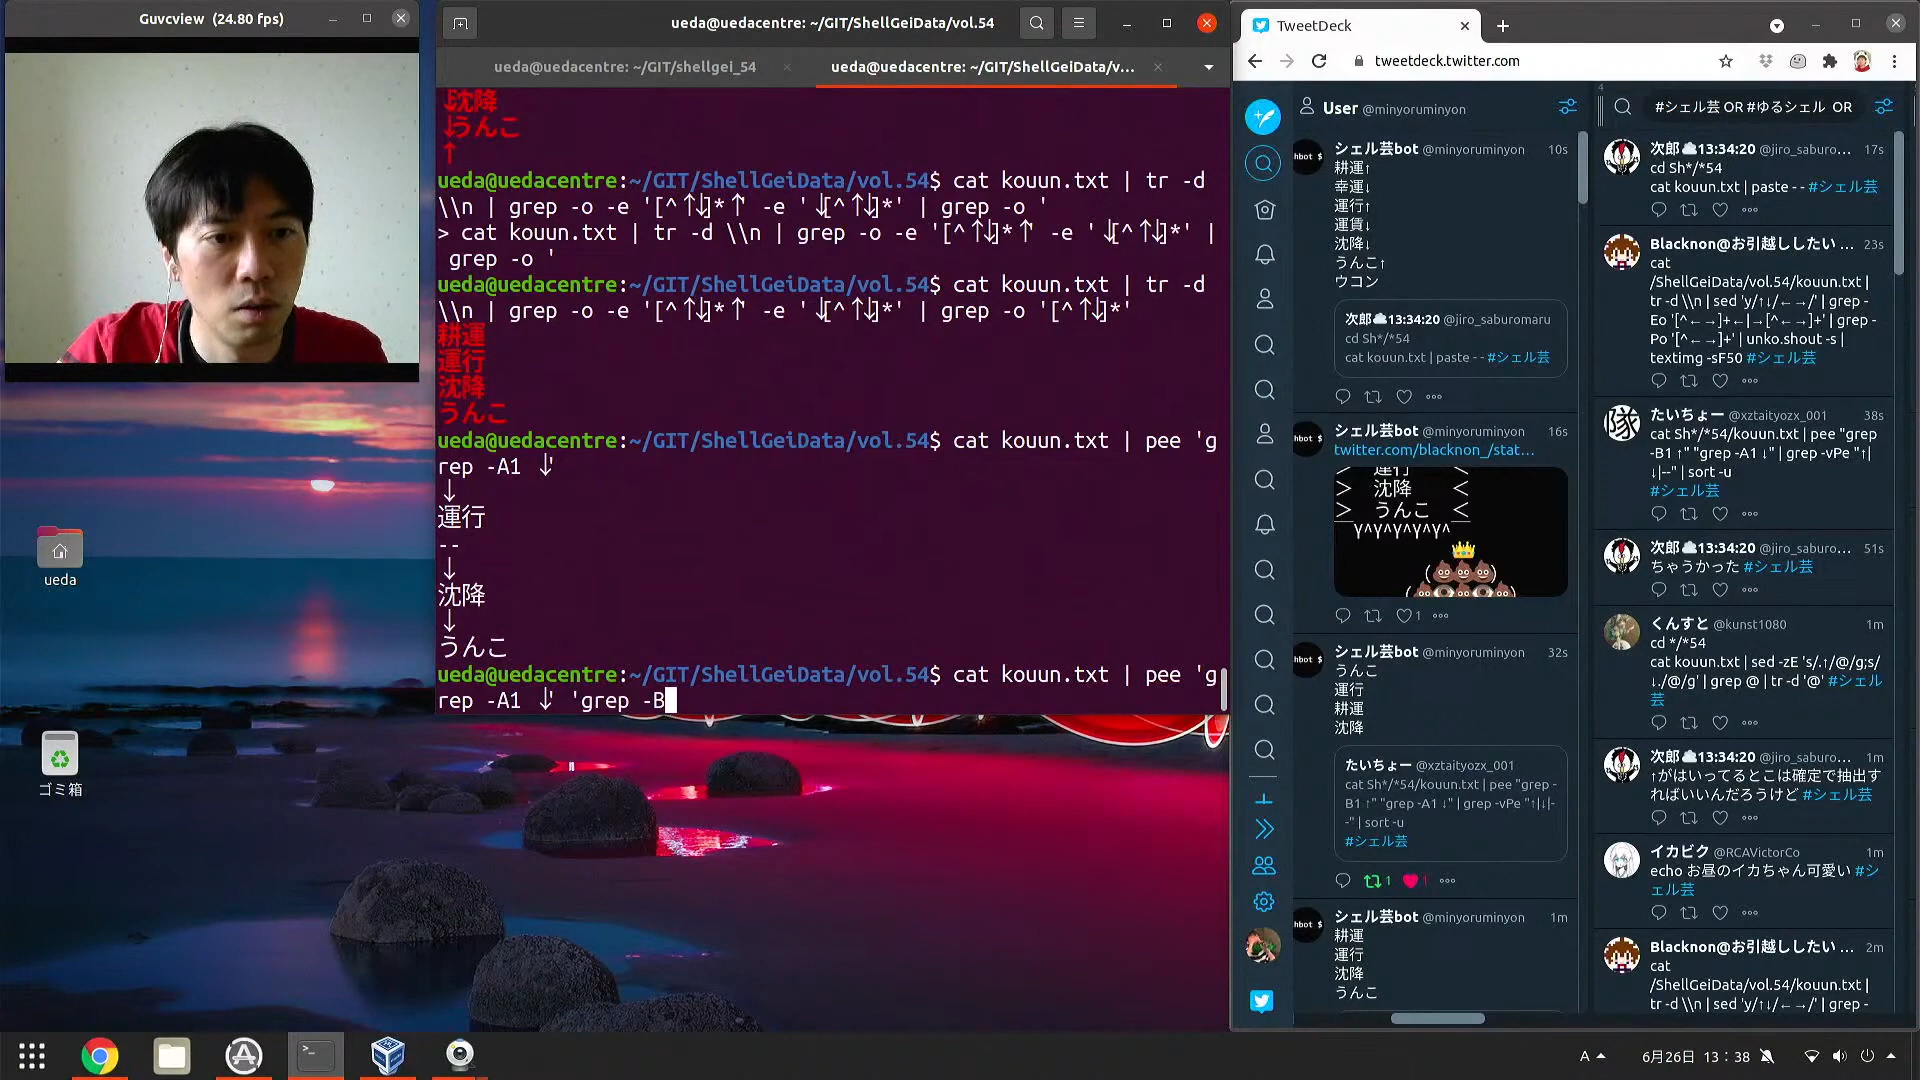 Guvcview (24.80 fps)
ueda@uedacentre: ~/GIT/ShellGeiData/vol.54
ueda@uedacentre: ~/GIT/shellgei_54
ueda@uedacentre: ~/GIT/ShellGeiData/v...
↓沈降
↓うんこ
↑
ueda@uedacentre:~/GIT/ShellGeiData/vol.54$ cat kouun.txt | tr -d
\\n | grep -o -e '[^↑↓]*↑' -e '↓[^↑↓]*' | grep -o '
> cat kouun.txt | tr -d \\n | grep -o -e '[^↑↓]*↑' -e '↓[^↑↓]*' |
grep -o '
ueda@uedacentre:~/GIT/ShellGeiData/vol.54$ cat kouun.txt | tr -d
\\n | grep -o -e '[^↑↓]*↑' -e '↓[^↑↓]*' | grep -o '[^↑↓]*'
耕運
運行
沈降
うんこ
ueda@uedacentre:~/GIT/ShellGeiData/vol.54$ cat kouun.txt | pee 'g
rep -A1 ↓'
↓
運行
--
↓
沈降
↓
うんこ
ueda@uedacentre:~/GIT/ShellGeiData/vol.54$ cat kouun.txt | pee 'g
rep -A1 ↓' 'grep -B
ueda
ゴミ箱
TweetDeck
tweetdeck.twitter.com
User @minyoruminyon
シェル芸bot @minyoruminyon 10s
耕運↑
幸運↓
運行↑
運賃↓
沈降↓
うんこ↑
ウコン
次郎☁13:34:20 @jiro_saburomaru
cd Sh*/*54
cat kouun.txt | paste - - #シェル芸
シェル芸bot @minyoruminyon 16s
twitter.com/blacknon_/stat…
運行
＞ 沈降 ＜
＞ うんこ ＜
￣Y^Y^Y^Y^Y^￣
1
シェル芸bot @minyoruminyon 32s
うんこ
運行
耕運
沈降
たいちょー @xztaityozx_001
cat Sh*/*54/kouun.txt | pee "grep -
B1 ↑" "grep -A1 ↓" | grep -vPe "↑|↓|-
-" | sort -u
#シェル芸
1 1
シェル芸bot @minyoruminyon 1m
耕運
運行
沈降
うんこ
4
#シェル芸 OR #ゆるシェル OR
次郎☁13:34:20 @jiro_saburo... 17s
cd Sh*/*54
cat kouun.txt | paste - - #シェル芸
Blacknon@お引越ししたい ... 23s
cat
/ShellGeiData/vol.54/kouun.txt |
tr -d \\n | sed 'y/↑↓/←→/' | grep -
Eo '[^←→]+←|→[^←→]+' | grep -
Po '[^←→]+' | unko.shout -s |
textimg -sF50 #シェル芸
たいちょー @xztaityozx_001 38s
cat Sh*/*54/kouun.txt | pee "grep
-B1 ↑" "grep -A1 ↓" | grep -vPe "↑|
↓|--" | sort -u
#シェル芸
次郎☁13:34:20 @jiro_saburo... 51s
ちゃうかった #シェル芸
くんすと @kunst1080 1m
cd */*54
cat kouun.txt | sed -zE 's/.↑/@/g;s/
↓./@/g' | grep @ | tr -d '@' #シェル
芸
次郎☁13:34:20 @jiro_saburo... 1m
↑がはいってるとこは確定で抽出す
ればいいんだろうけど #シェル芸
イカビク @RCAVictorCo 1m
echo お昼のイカちゃん可愛い #シ
ェル芸
Blacknon@お引越ししたい ... 2m
cat
/ShellGeiData/vol.54/kouun.txt |
tr -d \\n | sed 'y/↑↓/←→/' | grep -
A
6月26日 13：38